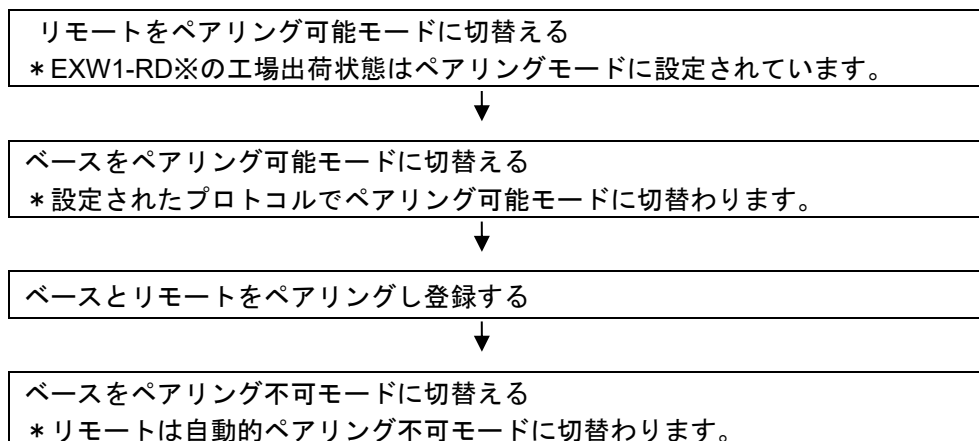 リモートをペアリング可能モードに切替える
＊EXW1-RD※の工場出荷状態はペアリングモードに設定されています。
ベースをペアリング可能モードに切替える
＊設定されたプロトコルでペアリング可能モードに切替わります。
ベースとリモートをペアリングし登録する
ベースをペアリング不可モードに切替える
＊リモートは自動的ペアリング不可モードに切替わります。